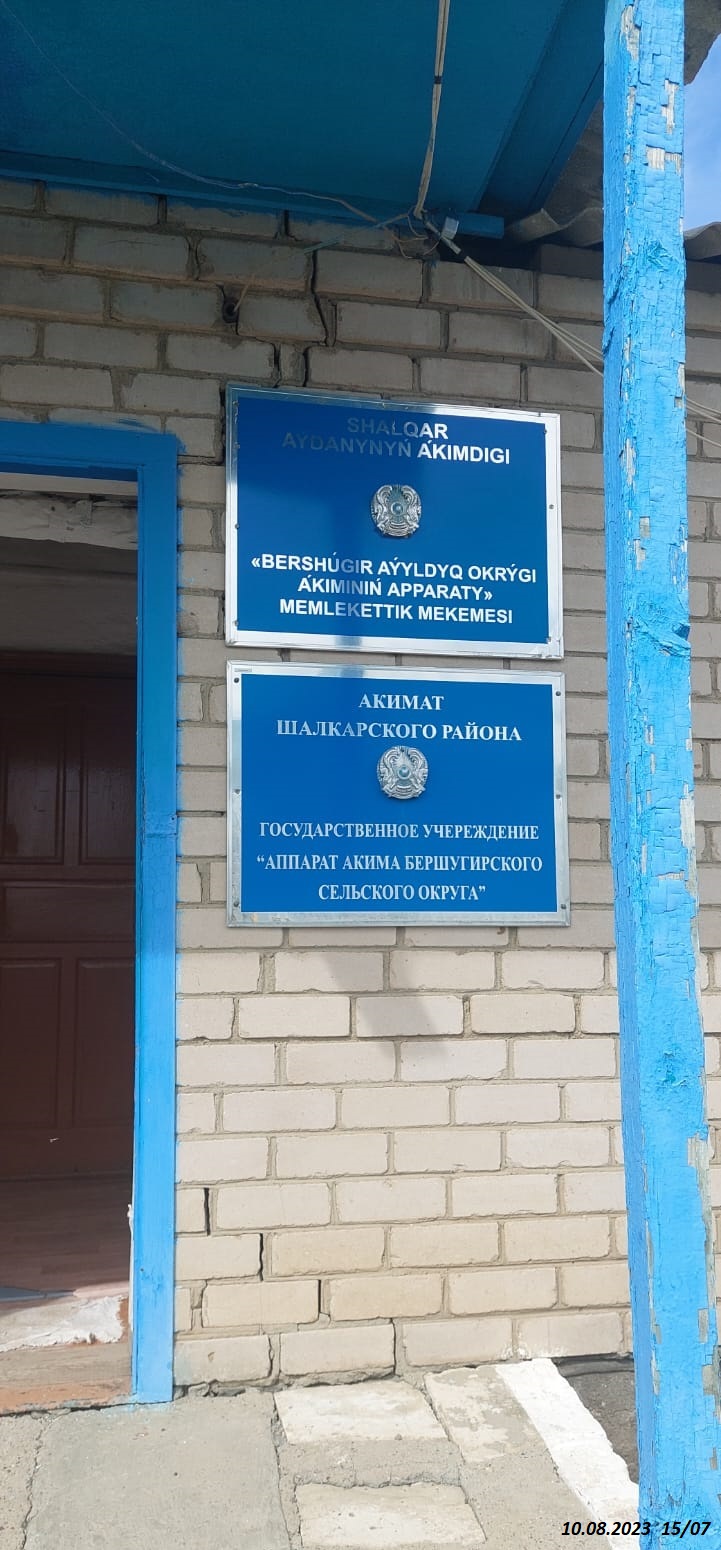 SHALQAR
AYDANYNYŃ ÁKIMDIGI
«BERSHÚGIR AÝYLDYQ OKRÝGI
ÁKIMINIŃ APPARATY»
MEMLEKETTIK MEKEMESI
АКИМАТ
ШАЛКАРСКОГО РАЙОНА
ГОСУДАРСТВЕННОЕ УЧЕРЕЖДЕНИЕ
“АППАРАТ АКИМА БЕРШУГИРСКОГО
СЕЛЬСКОГО ОКРУГА”
10.08.2023 15/07